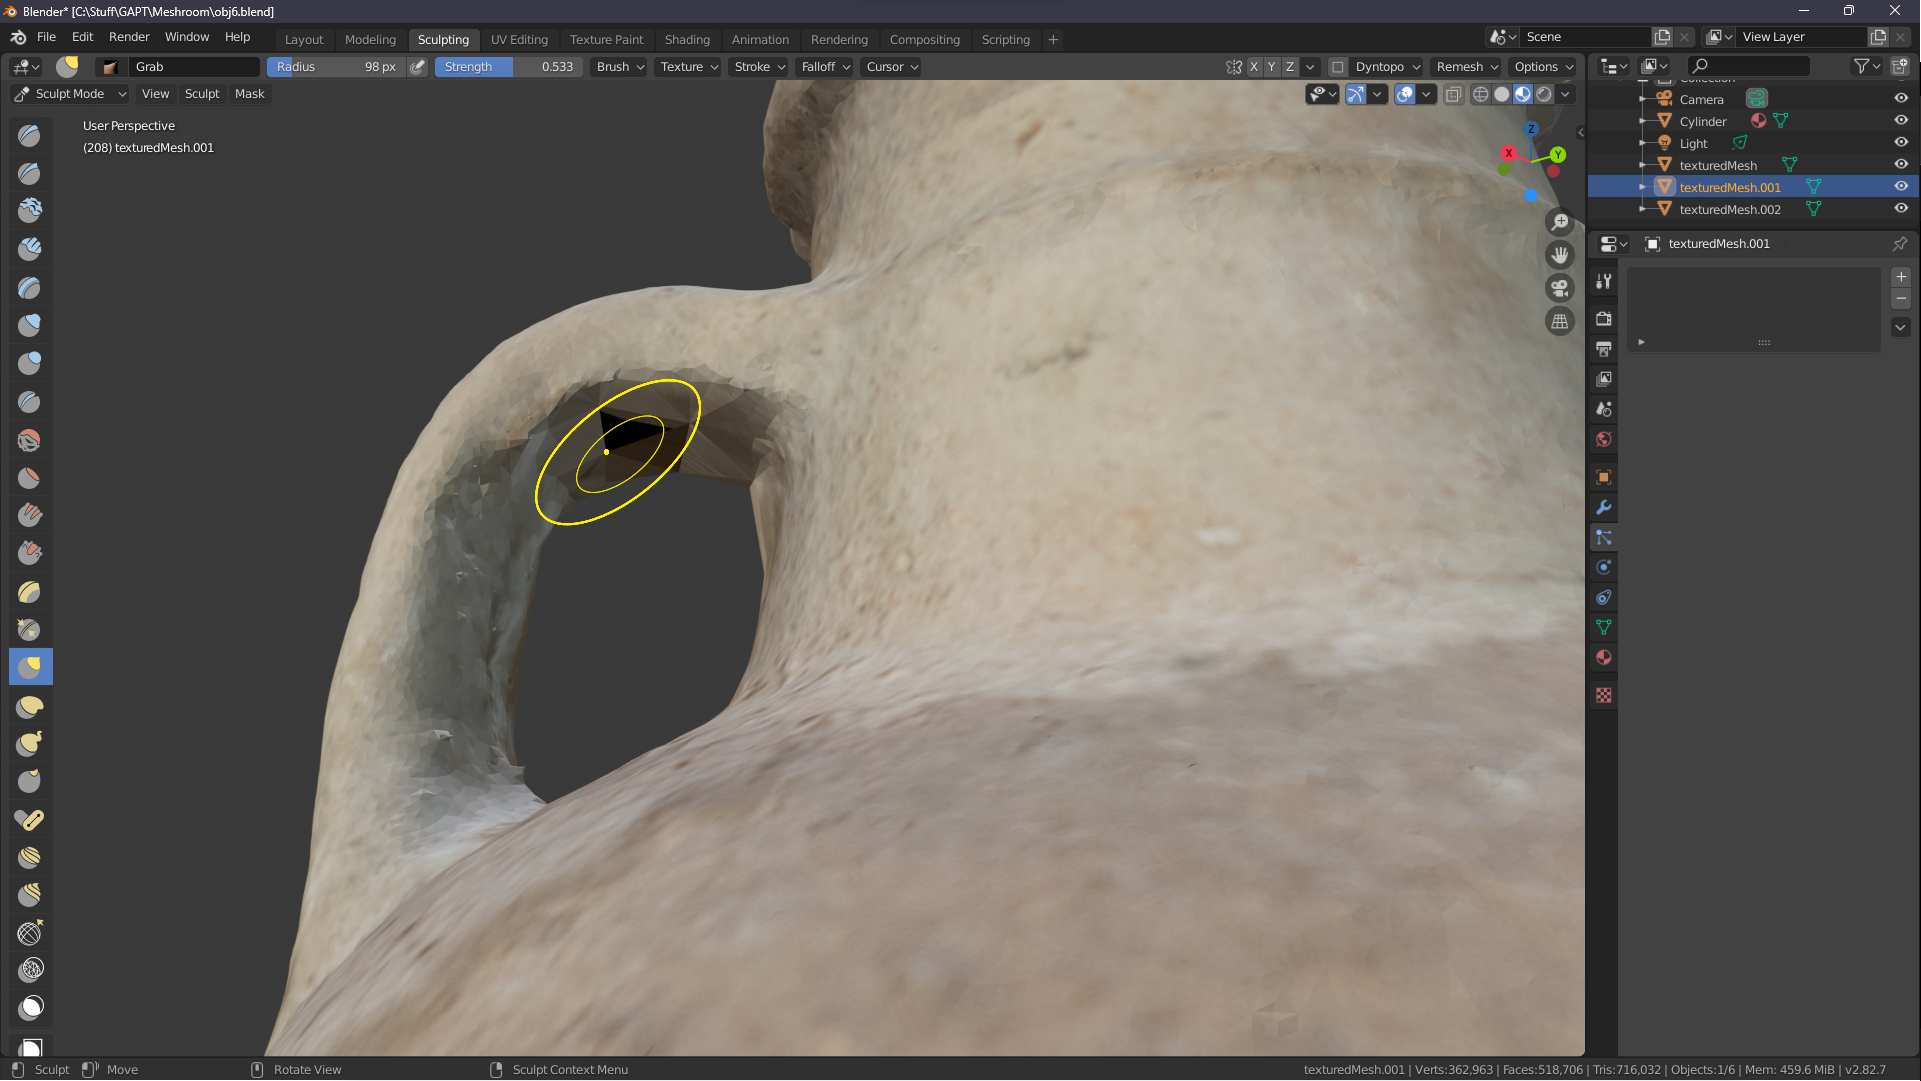 Blender* [C:\Stuff\GAPT\Meshroom\obj6.blend]
File Edit Render Window Help Layout Modeling Sculpting UV Editing Texture Paint Shading Animation Rendering Compositing Scripting + Scene View Layer
Grab Radius 98 px Strength 0.533 Brush Texture Stroke Falloff Cursor X Y Z Dyntopo Remesh Options
Sculpt Mode View Sculpt Mask
User Perspective
(208) texturedMesh.001
Z
X Y
Collection
Camera
Cylinder
Light
texturedMesh
texturedMesh.001
texturedMesh.002
texturedMesh.001
Sculpt Move Rotate View Sculpt Context Menu texturedMesh.001 | Verts:362,963 | Faces:518,706 | Tris:716,032 | Objects:1/6 | Mem: 459.6 MiB | v2.82.7